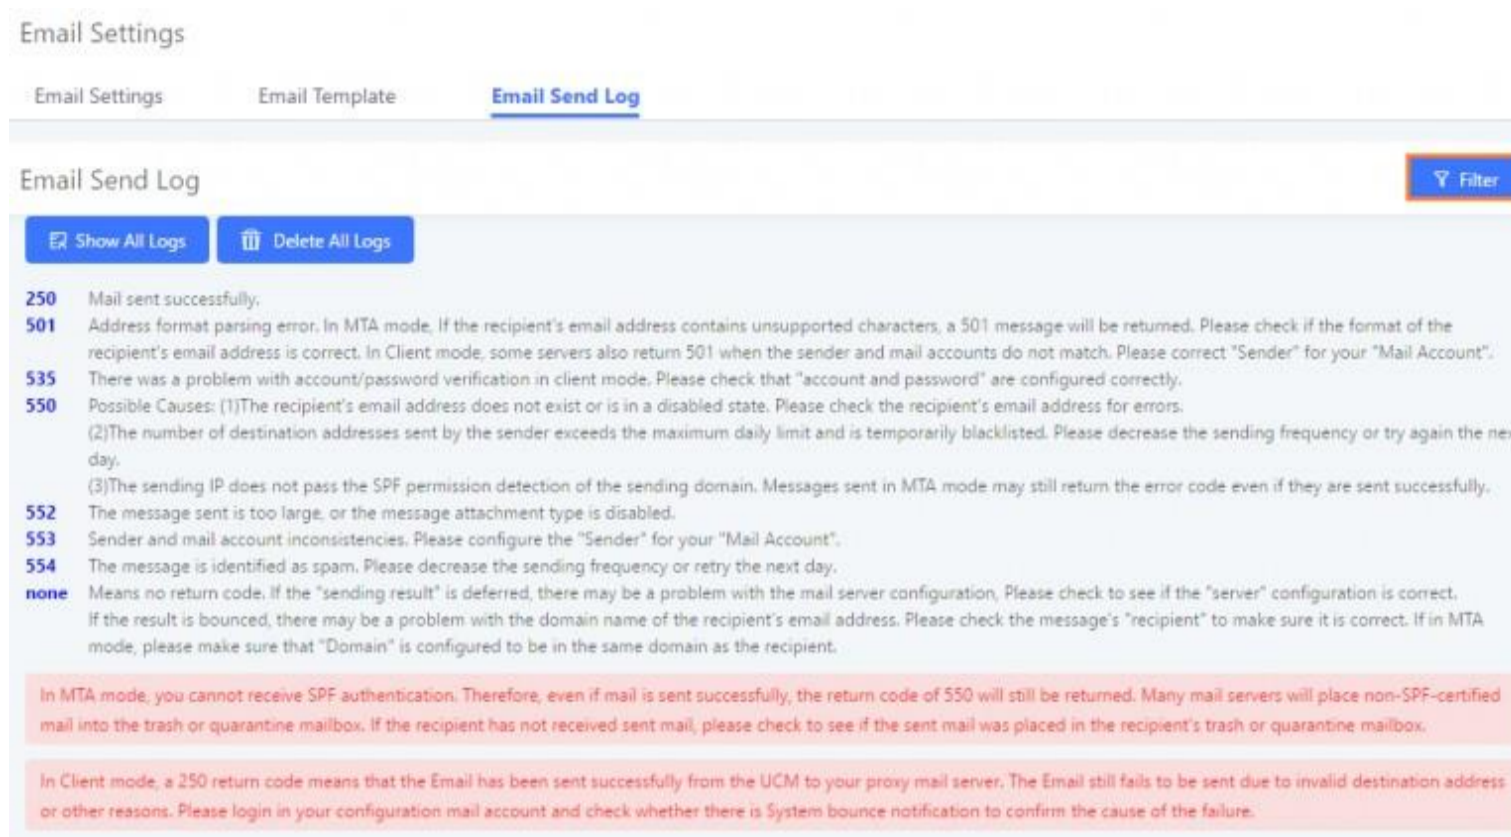 Email Settings
Email Settings Email Template Email Send Log
Email Send Log
Filter
Show All Logs Delete All Logs
250 Mail sent successfully.
501 Address format parsing error. In MTA mode, If the recipient's email address contains unsupported characters, a 501 message will be returned. Please check if the format of the
recipient's email address is correct. In Client mode, some servers also return 501 when the sender and mail accounts do not match. Please correct "Sender" for your "Mail Account".
535 There was a problem with account/password verification in client mode. Please check that "account and password" are configured correctly.
550 Possible Causes: (1)The recipient's email address does not exist or is in a disabled state. Please check the recipient's email address for errors.
(2)The number of destination addresses sent by the sender exceeds the maximum daily limit and is temporarily blacklisted. Please decrease the sending frequency or try again the
day.
(3)The sending IP does not pass the SPF permission detection of the sending domain. Messages sent in MTA mode may still return the error code even if they are sent successfully.
552 The message sent is too large, or the message attachment type is disabled.
553 Sender and mail account inconsistencies. Please configure the "Sender" for your "Mail Account".
554 The message is identified as spam. Please decrease the sending frequency or retry the next day.
none Means no return code. If the "sending result" is deferred, there may be a problem with the mail server configuration, Please check to see if the "server" configuration is correct.
If the result is bounced, there may be a problem with the domain name of the recipient's email address. Please check the message's "recipient" to make sure it is correct. If in MTA
mode, please make sure that "Domain" is configured to be in the same domain as the recipient.
In MTA mode, you cannot receive SPF authentication. Therefore, even if mail is sent successfully, the return code of 550 will still be returned. Many mail servers will place non-SPF-certified
mail into the trash or quarantine mailbox. If the recipient has not received sent mail, please check to see if the sent mail was placed in the recipient's trash or quarantine mailbox.
In Client mode, a 250 return code means that the Email has been sent successfully from the UCM to your proxy mail server. The Email still fails to be sent due to invalid destination address
or other reasons. Please login in your configuration mail account and check whether there is System bounce notification to confirm the cause of the failure.